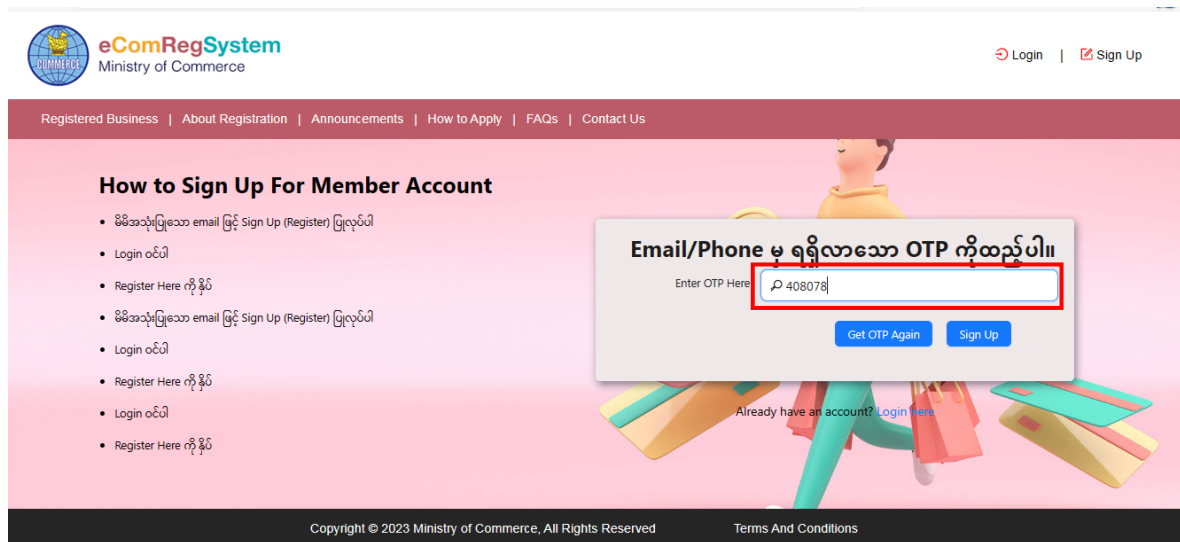 eComRegSystem
Ministry of Commerce
COMMERCE
Login | Sign Up
Registered Business | About Registration | Announcements | How to Apply | FAQs | Contact Us
How to Sign Up For Member Account
• မိမိအသုံးပြုသော email ဖြင့် Sign Up (Register) ပြုလုပ်ပါ
• Login ဝင်ပါ
• Register Here ကို နှိပ်
• မိမိအသုံးပြုသော email ဖြင့် Sign Up (Register) ပြုလုပ်ပါ
• Login ဝင်ပါ
• Register Here ကို နှိပ်
• Login ဝင်ပါ
• Register Here ကို နှိပ်
Email/Phone မှ ရရှိလာသော OTP ကိုထည့်ပါ။
Enter OTP Here
408078
Get OTP Again
Sign Up
Already have an account? Login here
Copyright © 2023 Ministry of Commerce, All Rights Reserved
Terms And Conditions